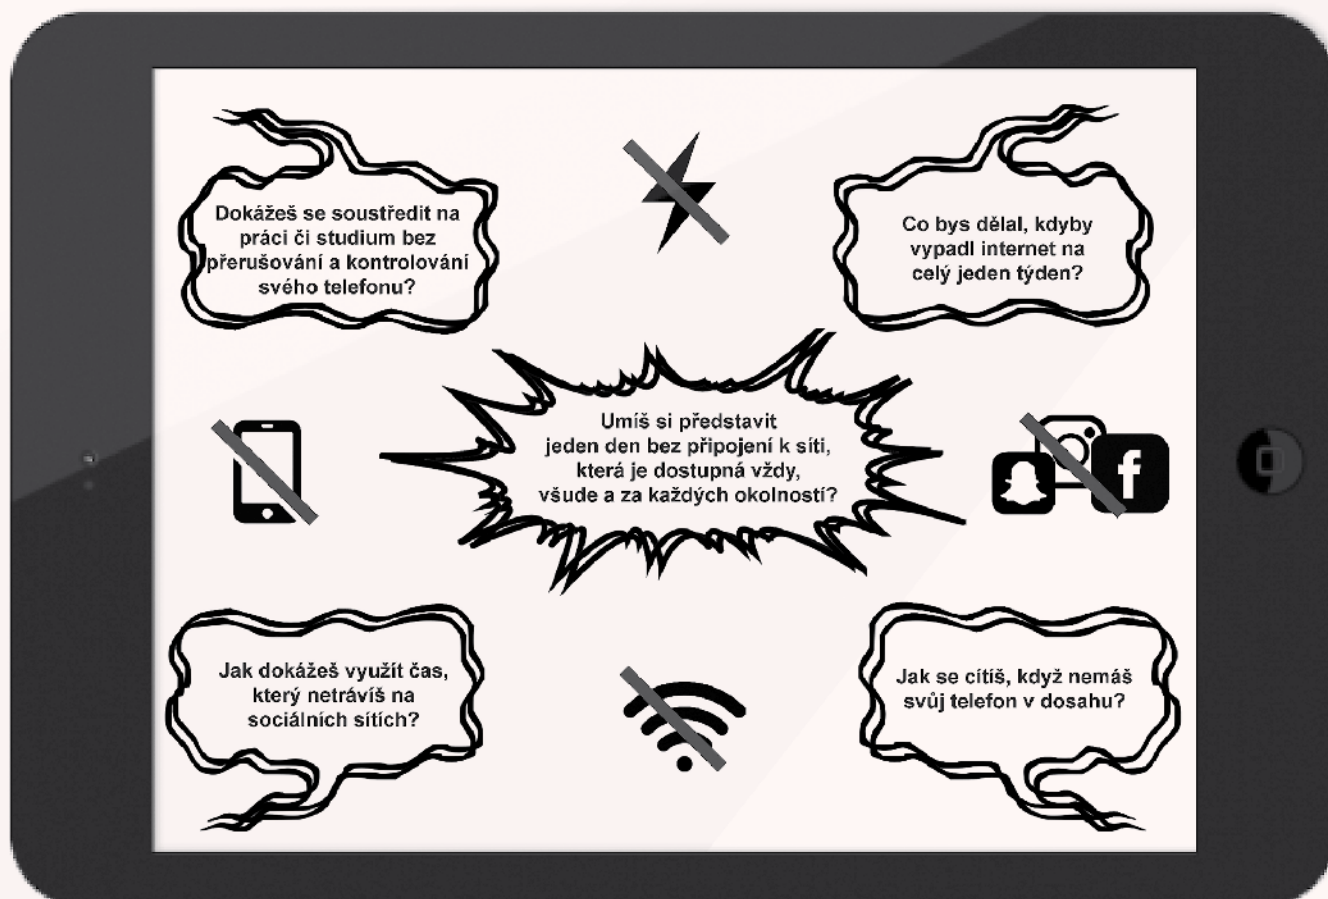 Dokážeš se soustředit na
práci či studium bez
přerušování a kontrolování
svého telefonu?
Co bys dělal, kdyby
vypadl internet na
celý jeden týden?
Umíš si představit
jeden den bez připojení k síti,
která je dostupná vždy,
všude a za každých okolností?
Jak dokážeš využít čas,
který netrávíš na
sociálních sítích?
Jak se cítíš, když nemáš
svůj telefon v dosahu?